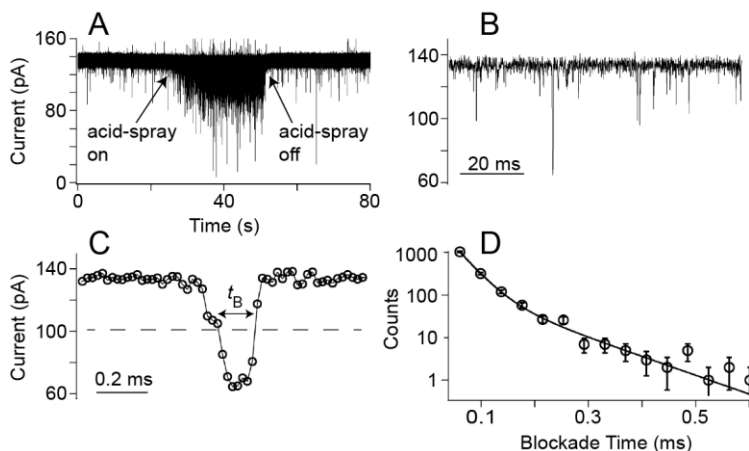 A
Current (pA)
160
120
80
40
0
acid-spray
on
acid-spray
off
0
40
80
Time (s)
B
140
100
60
20 ms
C
Current (pA)
140
100
60
t_B
0.2 ms
D
Counts
1000
100
10
1
0.1
0.3
0.5
Blockade Time (ms)